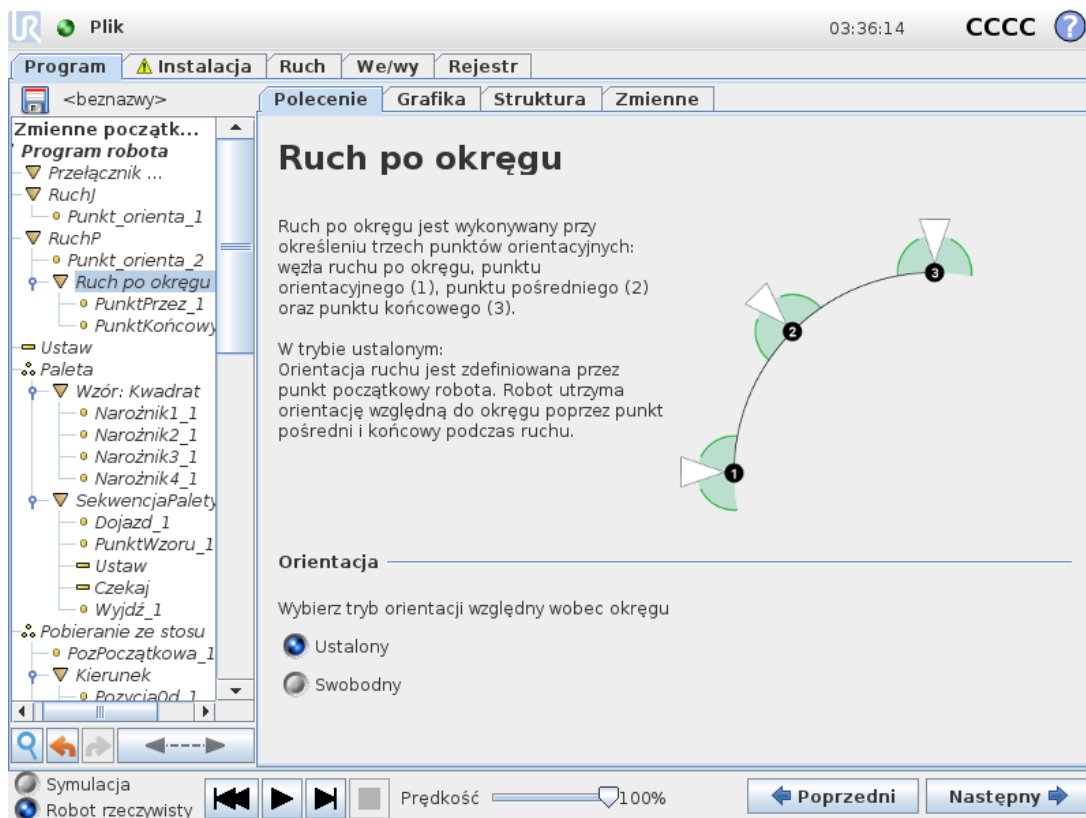 UR Plik 03:36:14 CCCC ?
Program Instalacja Ruch We/wy Rejestr
<beznazwy>
Polecenie Grafika Struktura Zmienne
Zmienne początk...
Program robota
Przełącznik ...
RuchJ
Punkt_orienta_1
RuchP
Punkt_orienta_2
Ruch po okręgu
PunktPrzez_1
PunktKońcowy
Ustaw
Paleta
Wzór: Kwadrat
Narożnik1_1
Narożnik2_1
Narożnik3_1
Narożnik4_1
SekwencjaPalety
Dojazd_1
PunktWzoru_1
Ustaw
Czekaj
Wyjdź_1
Pobieranie ze stosu
PozPoczątkowa_1
Kierunek
PozycjaOd_1
Ruch po okręgu
Ruch po okręgu jest wykonywany przy
określeniu trzech punktów orientacyjnych:
węzła ruchu po okręgu, punktu
orientacyjnego (1), punktu pośredniego (2)
oraz punktu końcowego (3).
W trybie ustalonym:
Orientacja ruchu jest zdefiniowana przez
punkt początkowy robota. Robot utrzyma
orientację względną do okręgu poprzez punkt
pośredni i końcowy podczas ruchu.
3
2
1
Orientacja
Wybierz tryb orientacji względny wobec okręgu
Ustalony
Swobodny
Symulacja
Robot rzeczywisty
Prędkość 100%
Poprzedni
Następny